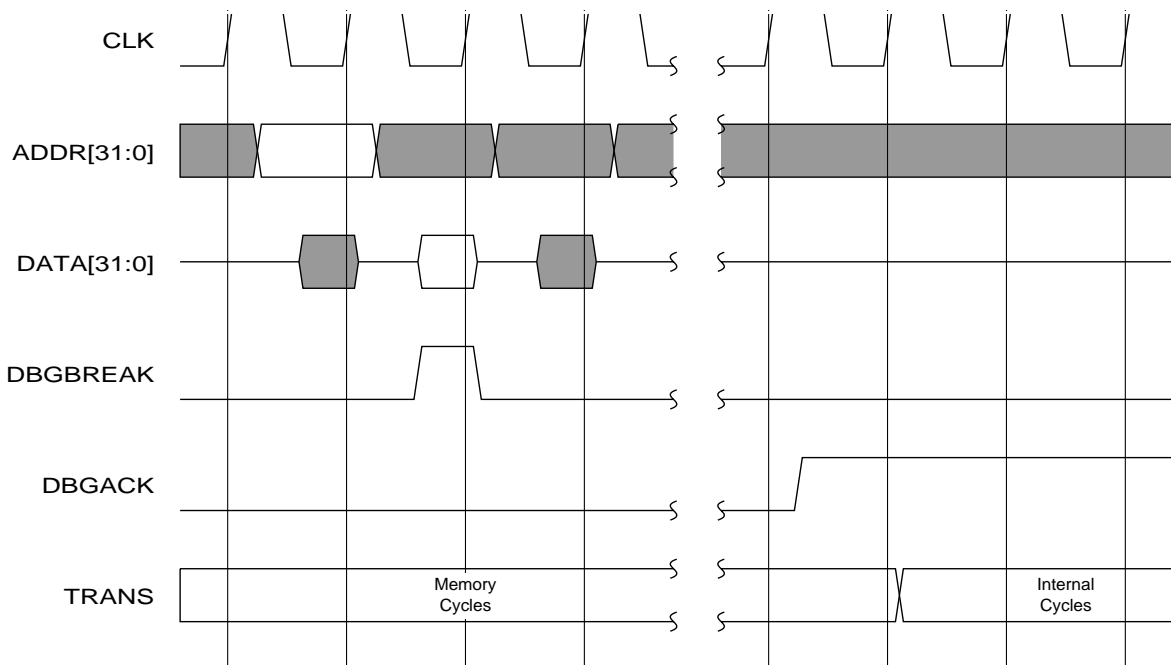 CLK
ADDR[31:0]
DATA[31:0]
DBGBREAK
DBGACK
TRANS
Memory
Cycles
Internal
Cycles